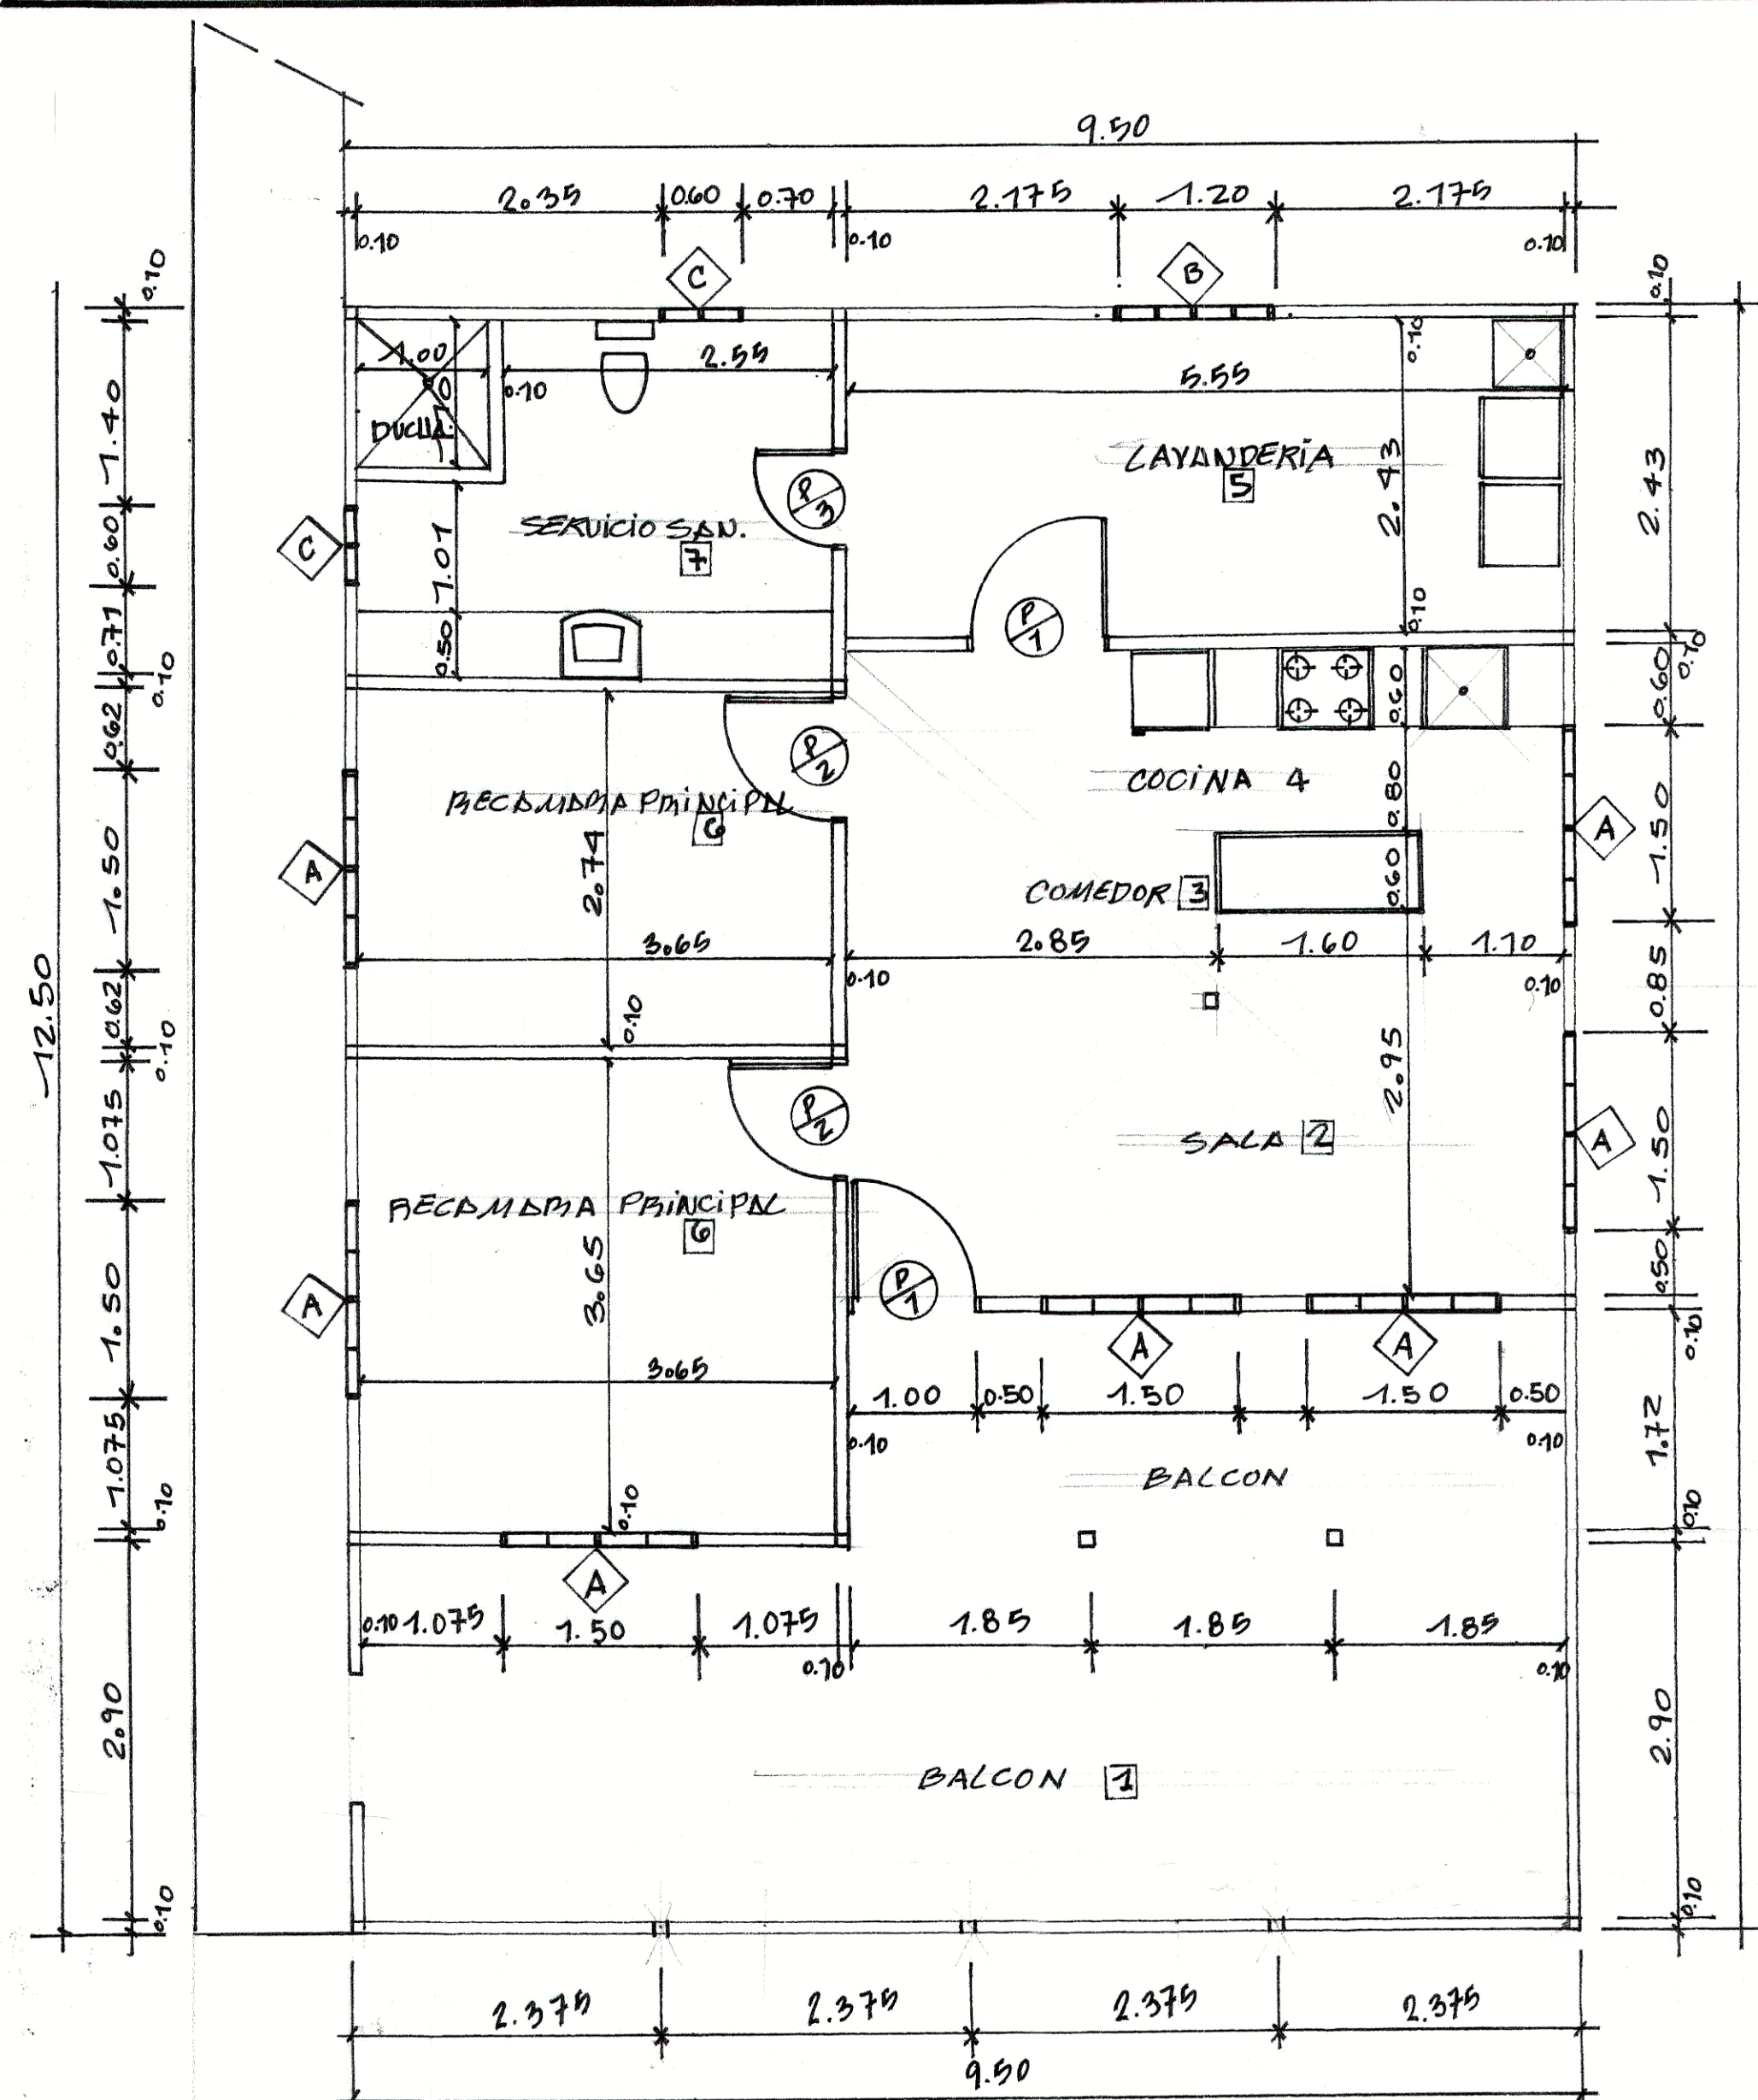 9.50
2.35 0.60 0.70 2.175 1.20 2.175
0.10 0.10 0.10
C B
0.10 0.10
1.00 2.55 0.10
0.10 5.55
1.40 DUCHA 1.10
LAVANDERIA
5
2.43 2.43
P/3
SERVICIO SAN.
7
C 0.60 1.01
P/1 0.10
0.71 0.50
0.10 0.60 0.60 0.10
0.62
P/2
COCINA 4
RECAMARA PRINCIPAL
6
0.80 A 1.50
A 1.50 2.74
COMEDOR 3 0.60
3.65 2.85 1.60 1.10
0.10 0.10
12.50
0.62 0.10 0.85
0.10
1.075 2.95
P/2
SALA 2
A 1.50
RECAMARA PRINCIPAL
6
P/1
A 1.50 3.65 0.50
A A 0.10
3.65 1.00 0.50 1.50 1.50 0.50
0.10 0.10
1.075 1.72
BALCON
0.10 0.10 0.10
A
0.10 1.075 1.50 1.075 1.85 1.85 1.85
0.10 0.10
2.90 2.90
BALCON 1
0.10 0.10
2.375 2.375 2.375 2.375
9.50